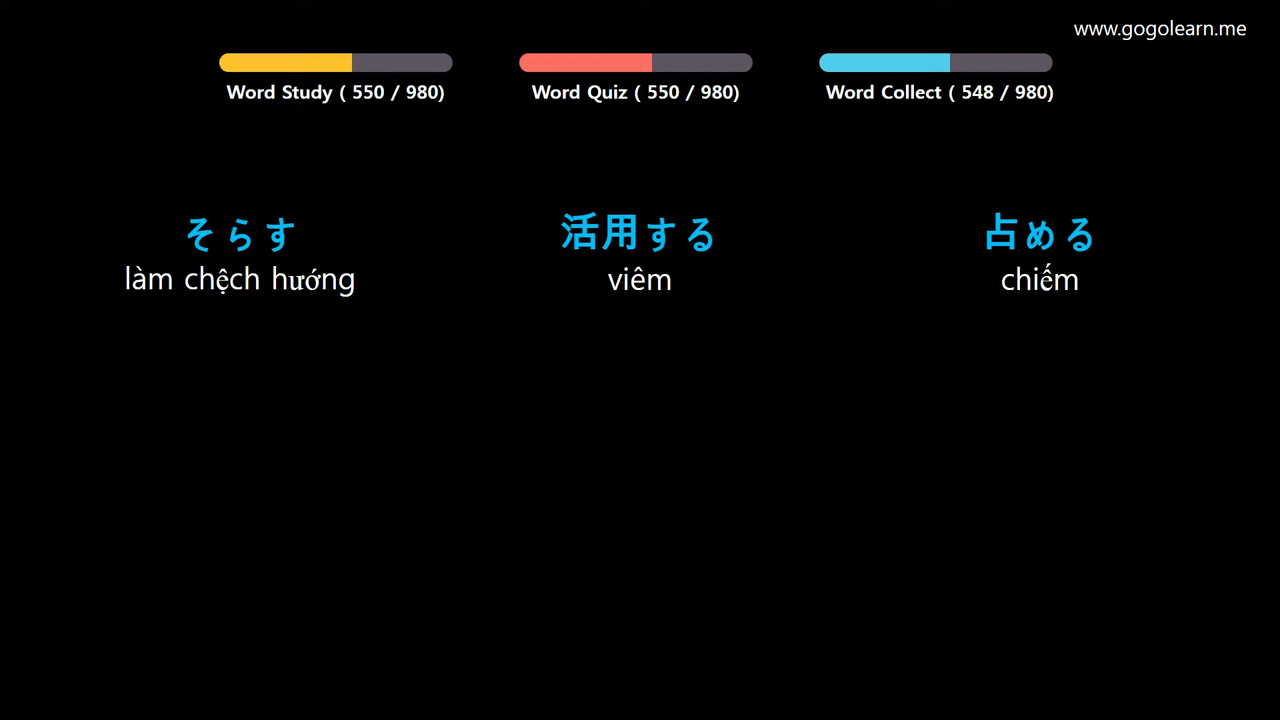 www.gogolearn.me
Word Study ( 550 / 980)
Word Quiz ( 550 / 980)
Word Collect ( 548 / 980)
そらす
làm chệch hướng
活用する
viêm
占める
chiếm